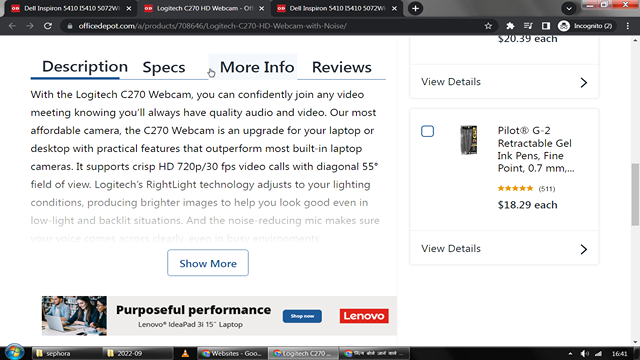 Dell Inspiron 5410 I5410 5072W
Logitech C270 HD Webcam - Of
Dell Inspiron 5410 I5410 5072W
officedepot.com/a/products/708646/Logitech-C270-HD-Webcam-with-Noise/
Incognito (2)
$20.39 each
View Details
Description
Specs
More Info
Reviews
With the Logitech C270 Webcam, you can confidently join any video
meeting knowing you'll always have quality audio and video. Our most
affordable camera, the C270 Webcam is an upgrade for your laptop or
desktop with practical features that outperform most built-in laptop
cameras. It supports crisp HD 720p/30 fps video calls with diagonal 55°
field of view. Logitech's RightLight technology adjusts to your lighting
conditions, producing brighter images to help you look good even in
low-light and backlit situations. And the noise-reducing mic makes sure
your voice comes across clearly, even in busy environments
Show More
Pilot® G-2
Retractable Gel
Ink Pens, Fine
Point, 0.7 mm,...
(511)
$18.29 each
View Details
Purposeful performance
Lenovo® IdeaPad 3i 15″ Laptop
Shop now
Lenovo
sephora
2022-09
Websites - Goo...
Logitech C270 ...
16:41